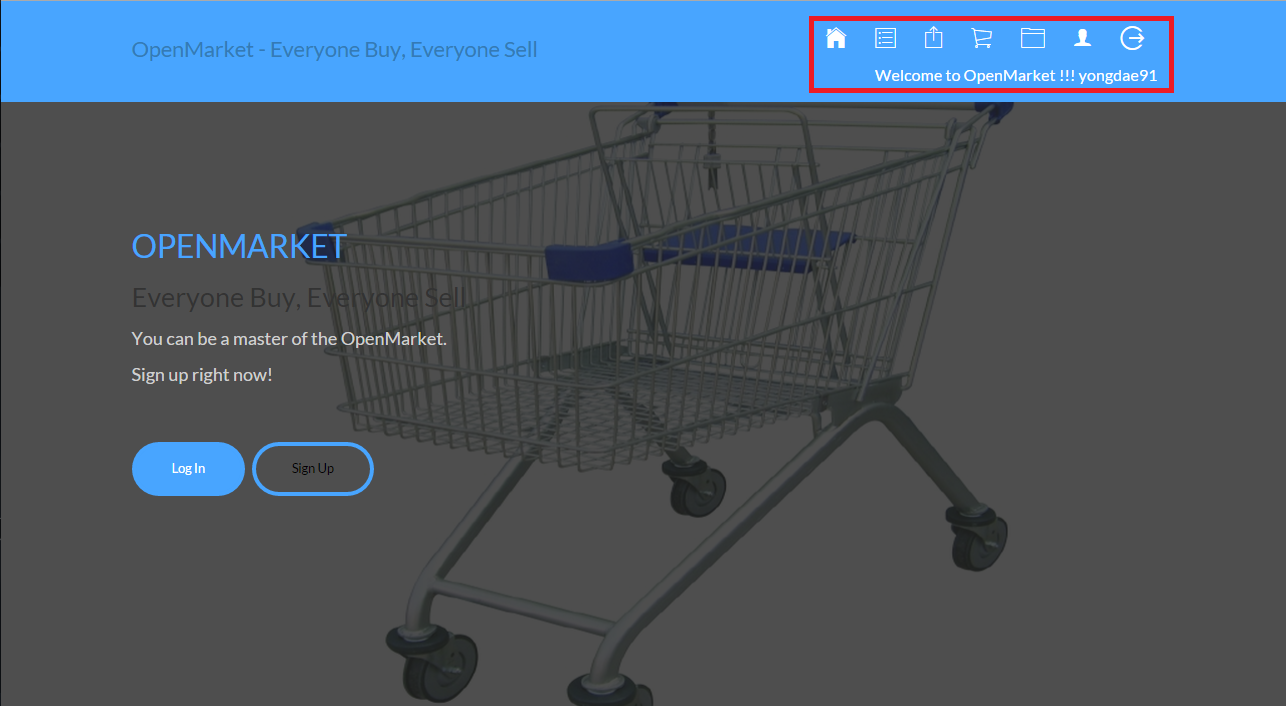 OpenMarket - Everyone Buy, Everyone Sell
Welcome to OpenMarket !!! yongdae91
OPENMARKET
Everyone Buy, Everyone Sell
You can be a master of the OpenMarket.
Sign up right now!
Log In
Sign Up